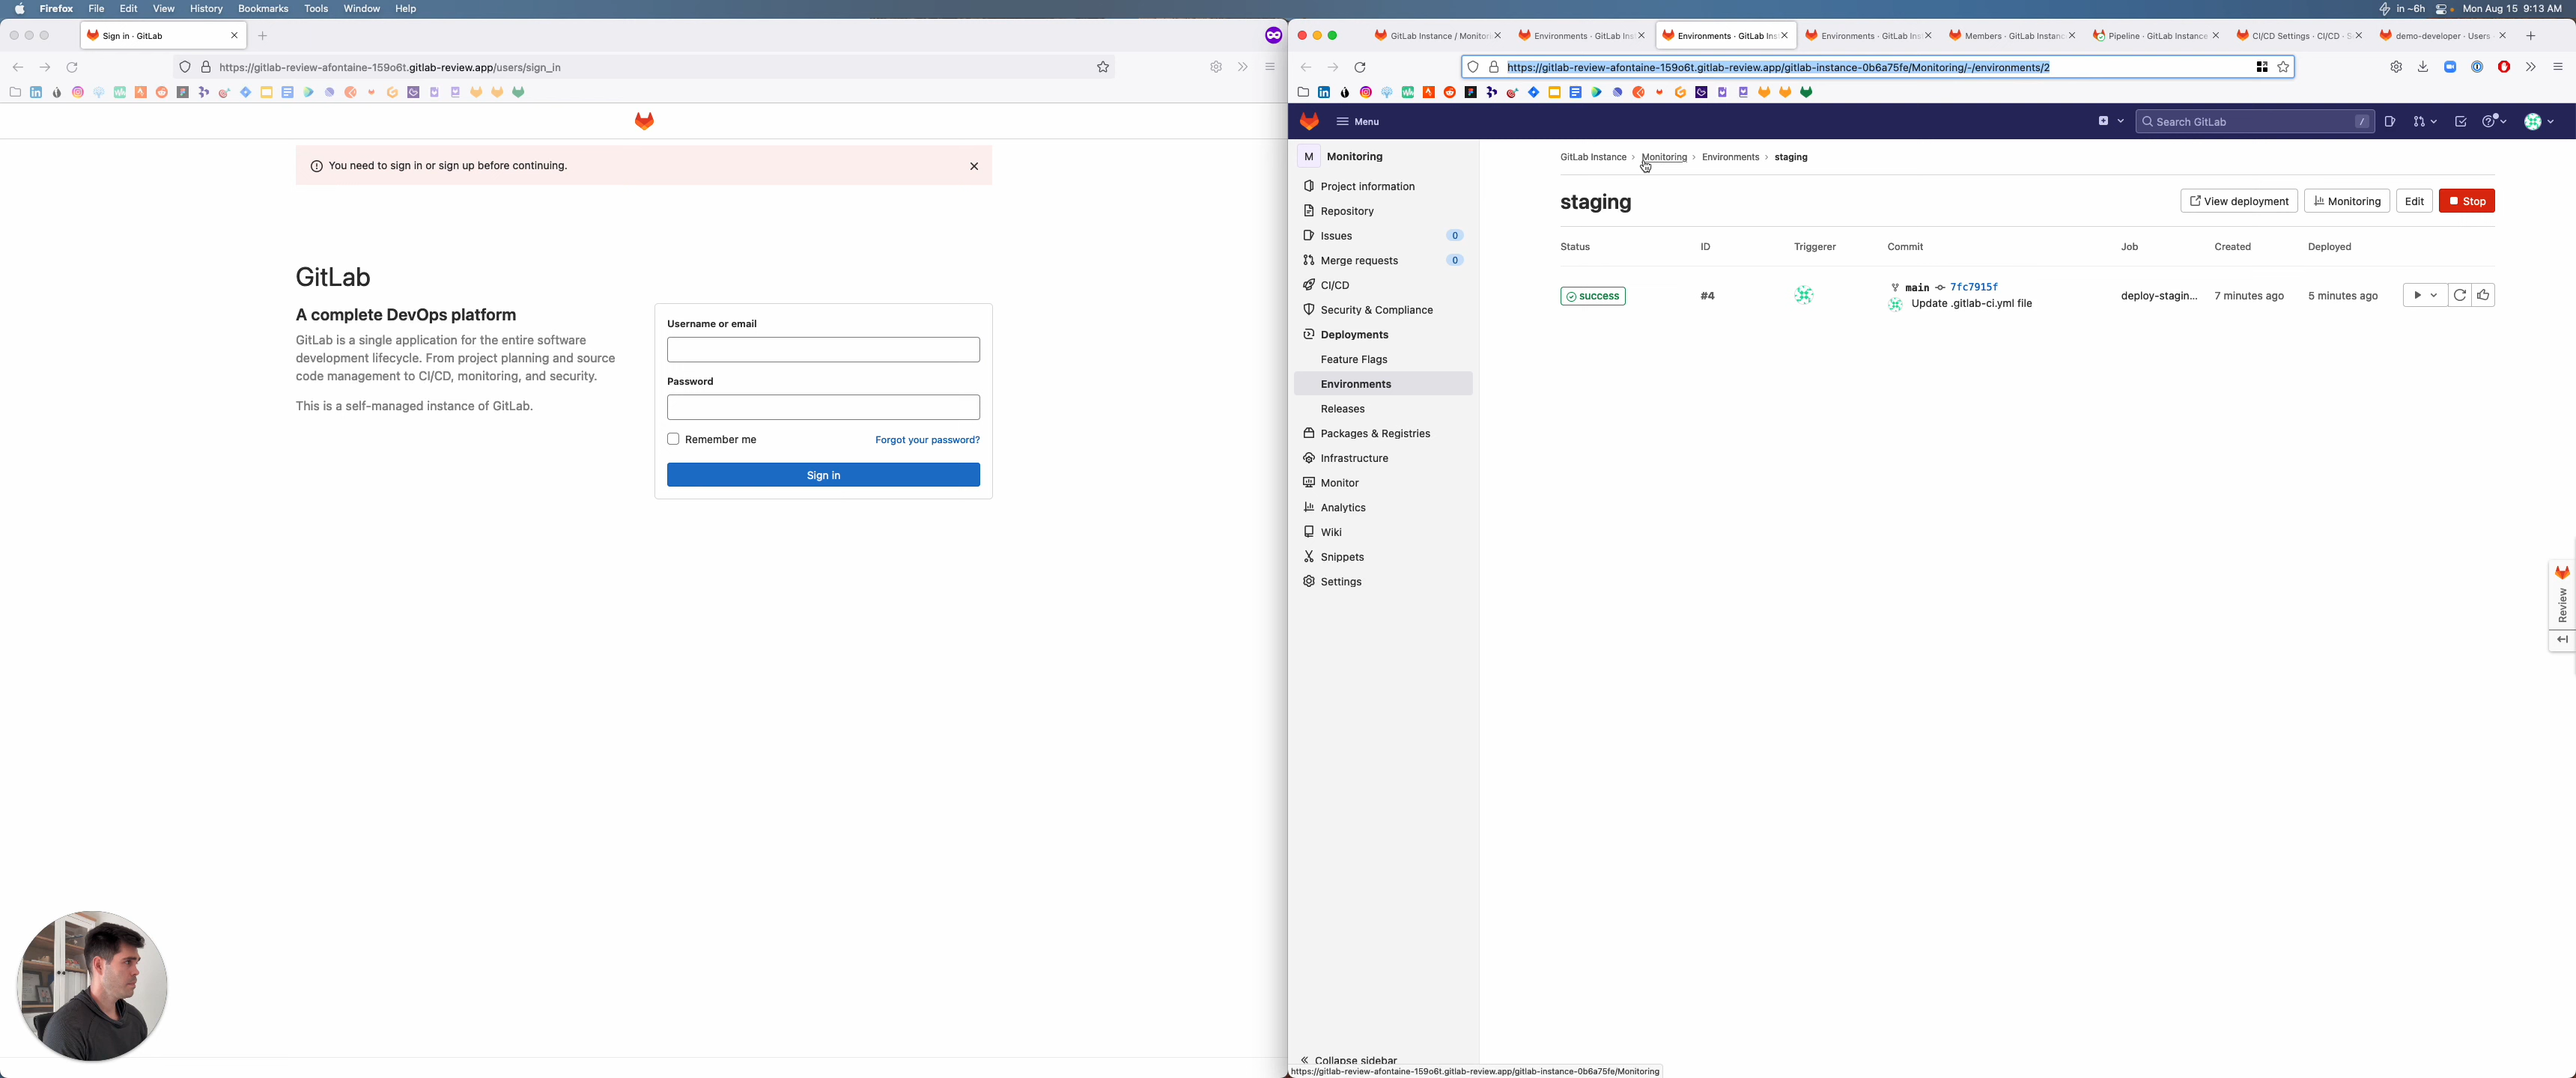 Firefox File Edit View History Bookmarks Tools Window Help
in ~6h Mon Aug 15 9:13 AM
Sign in · GitLab
https://gitlab-review-afontaine-159o6t.gitlab-review.app/users/sign_in
You need to sign in or sign up before continuing.
GitLab
A complete DevOps platform
GitLab is a single application for the entire software
development lifecycle. From project planning and source
code management to CI/CD, monitoring, and security.
This is a self-managed instance of GitLab.
Username or email
Password
Remember me
Forgot your password?
Sign in
GitLab Instance / Monitori
Environments · GitLab Ins
Environments · GitLab Ins
Environments · GitLab Ins
Members · GitLab Instanc
Pipeline · GitLab Instance
CI/CD Settings · CI/CD · S
demo-developer · Users
https://gitlab-review-afontaine-159o6t.gitlab-review.app/gitlab-instance-0b6a75fe/Monitoring/-/environments/2
Menu
Search GitLab /
M Monitoring
Project information
Repository
Issues 0
Merge requests 0
CI/CD
Security & Compliance
Deployments
Feature Flags
Environments
Releases
Packages & Registries
Infrastructure
Monitor
Analytics
Wiki
Snippets
Settings
Collapse sidebar
GitLab Instance › Monitoring › Environments › staging
staging
View deployment
Monitoring
Edit
Stop
Status ID Triggerer Commit Job Created Deployed
success #4 main 7fc7915f
Update .gitlab-ci.yml file
deploy-stagin... 7 minutes ago 5 minutes ago
Review
https://gitlab-review-afontaine-159o6t.gitlab-review.app/gitlab-instance-0b6a75fe/Monitoring